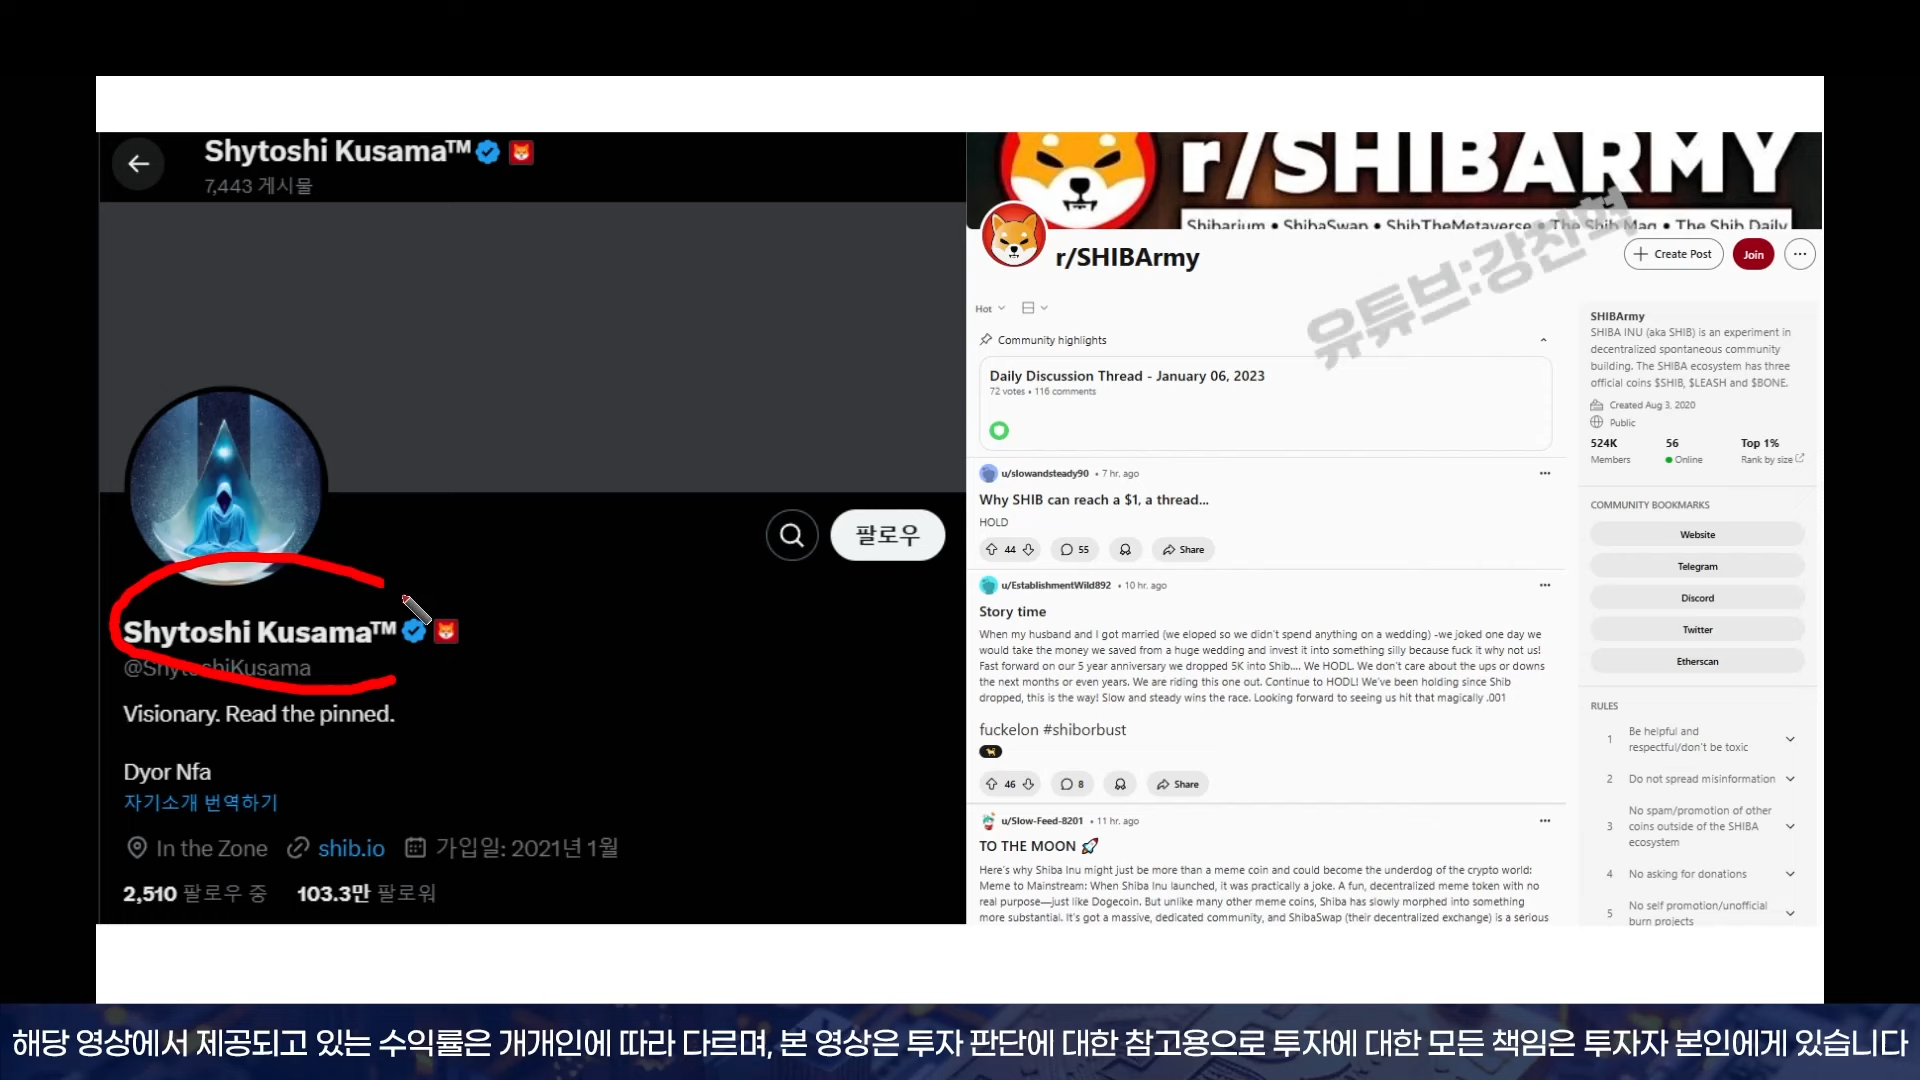 Shytoshi Kusama™
7,443 게시물
팔로우
Shytoshi Kusama™
@ShytoshiKusama
Visionary. Read the pinned.
Dyor Nfa
자기소개 번역하기
In the Zone shib.io 가입일: 2021년 1월
2,510 팔로우 중 103.3만 팔로워
r/SHIBARMY
Shibarium • ShibaSwap • ShibTheMetaverse • The Shib Mag • The Shib Daily
r/SHIBArmy
Create Post
Join
유튜브:강찬혁
Hot
Community highlights
Daily Discussion Thread - January 06, 2023
72 votes • 116 comments
u/slowandsteady90 • 7 hr. ago
Why SHIB can reach a $1, a thread...
HOLD
44 55 Share
u/EstablishmentWild892 • 10 hr. ago
Story time
When my husband and I got married (we eloped so we didn't spend anything on a wedding) -we joked one day we
would take the money we saved from a huge wedding and invest it into something silly because fuck it why not us!
Fast forward on our 5 year anniversary we dropped 5K into Shib.... We HODL. We don't care about the ups or downs
the next months or even years. We are riding this one out. Continue to HODL! We've been holding since Shib
dropped, this is the way! Slow and steady wins the race. Looking forward to seeing us hit that magically .001
fuckelon #shiborbust
46 8 Share
u/Slow-Feed-8201 • 11 hr. ago
TO THE MOON 🚀
Here's why Shiba Inu might just be more than a meme coin and could become the underdog of the crypto world:
Meme to Mainstream: When Shiba Inu launched, it was practically a joke. A fun, decentralized meme token with no
real purpose—just like Dogecoin. But unlike many other meme coins, Shiba has slowly morphed into something
more substantial. It's got a massive, dedicated community, and ShibaSwap (their decentralized exchange) is a serious
SHIBArmy
SHIBA INU (aka SHIB) is an experiment in
decentralized spontaneous community
building. The SHIBA ecosystem has three
official coins $SHIB, $LEASH and $BONE.
Created Aug 3, 2020
Public
524K 56 Top 1%
Members Online Rank by size
COMMUNITY BOOKMARKS
Website
Telegram
Discord
Twitter
Etherscan
RULES
1 Be helpful and
respectful/don't be toxic
2 Do not spread misinformation
3 No spam/promotion of other
coins outside of the SHIBA
ecosystem
4 No asking for donations
5 No self promotion/unofficial
burn projects
해당 영상에서 제공되고 있는 수익률은 개개인에 따라 다르며, 본 영상은 투자 판단에 대한 참고용으로 투자에 대한 모든 책임은 투자자 본인에게 있습니다